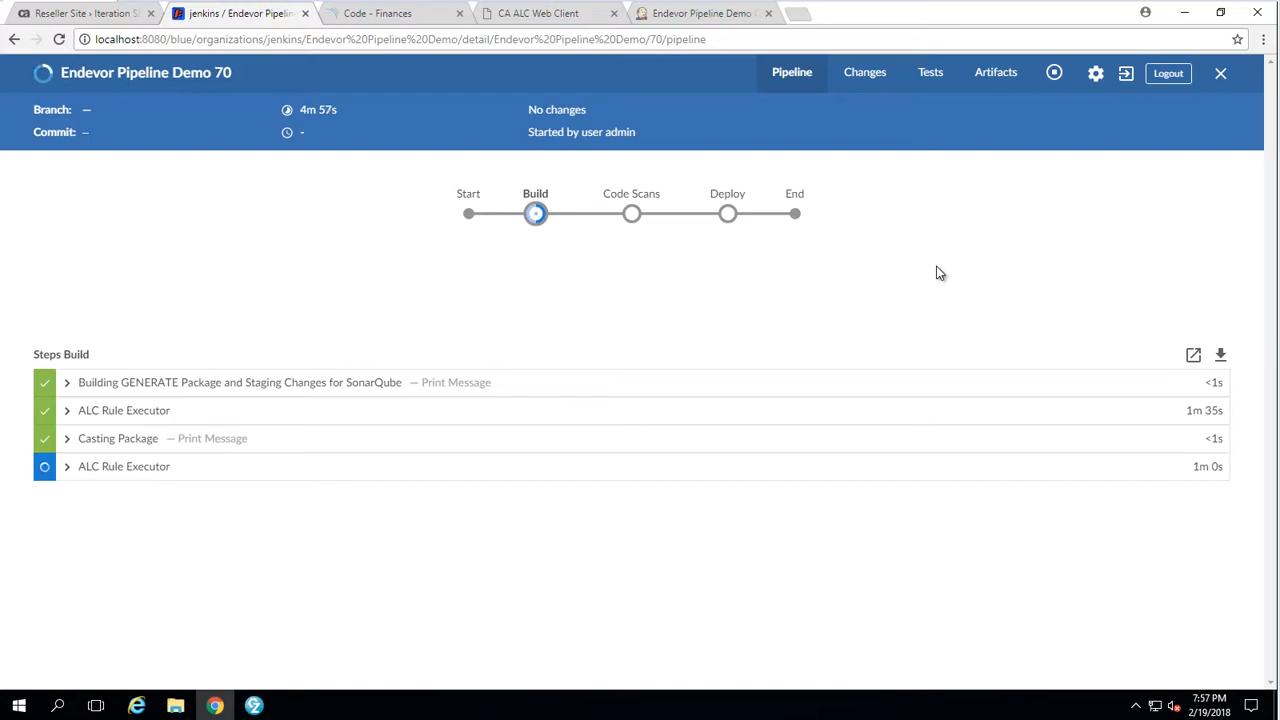 Reseller Site › Iteration S
jenkins / Endevor Pipelin
Code - Finances
CA ALC Web Client
Endevor Pipeline Demo
localhost:8080/blue/organizations/jenkins/Endevor%20Pipeline%20Demo/detail/Endevor%20Pipeline%20Demo/70/pipeline
Endevor Pipeline Demo 70
Pipeline
Changes
Tests
Artifacts
Logout
Branch: —
4m 57s
No changes
Commit: –
-
Started by user admin
Start
Build
Code Scans
Deploy
End
Steps Build
Building GENERATE Package and Staging Changes for SonarQube — Print Message <1s
ALC Rule Executor 1m 35s
Casting Package — Print Message <1s
ALC Rule Executor 1m 0s
7:57 PM
2/19/2018